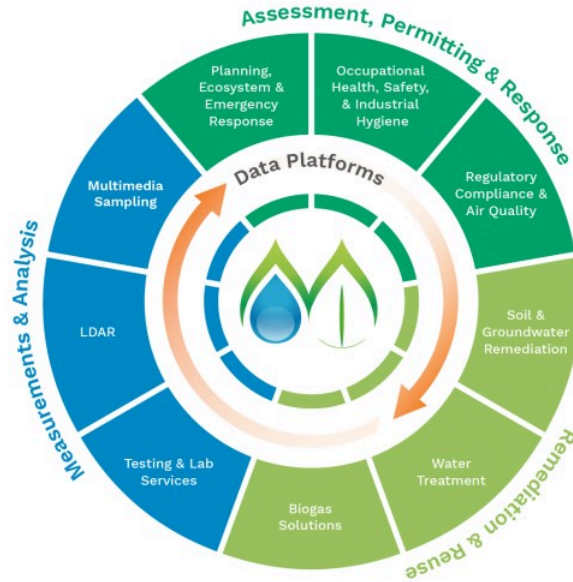 Assessment, Permitting & Response
Planning,
Ecosystem &
Emergency
Response
Occupational
Health, Safety,
& Industrial
Hygiene
Regulatory
Compliance &
Air Quality
Soil &
Groundwater
Remediation
Water
Treatment
Biogas
Solutions
Remediation & Reuse
Testing & Lab
Services
LDAR
Multimedia
Sampling
Measurements & Analysis
Data Platforms